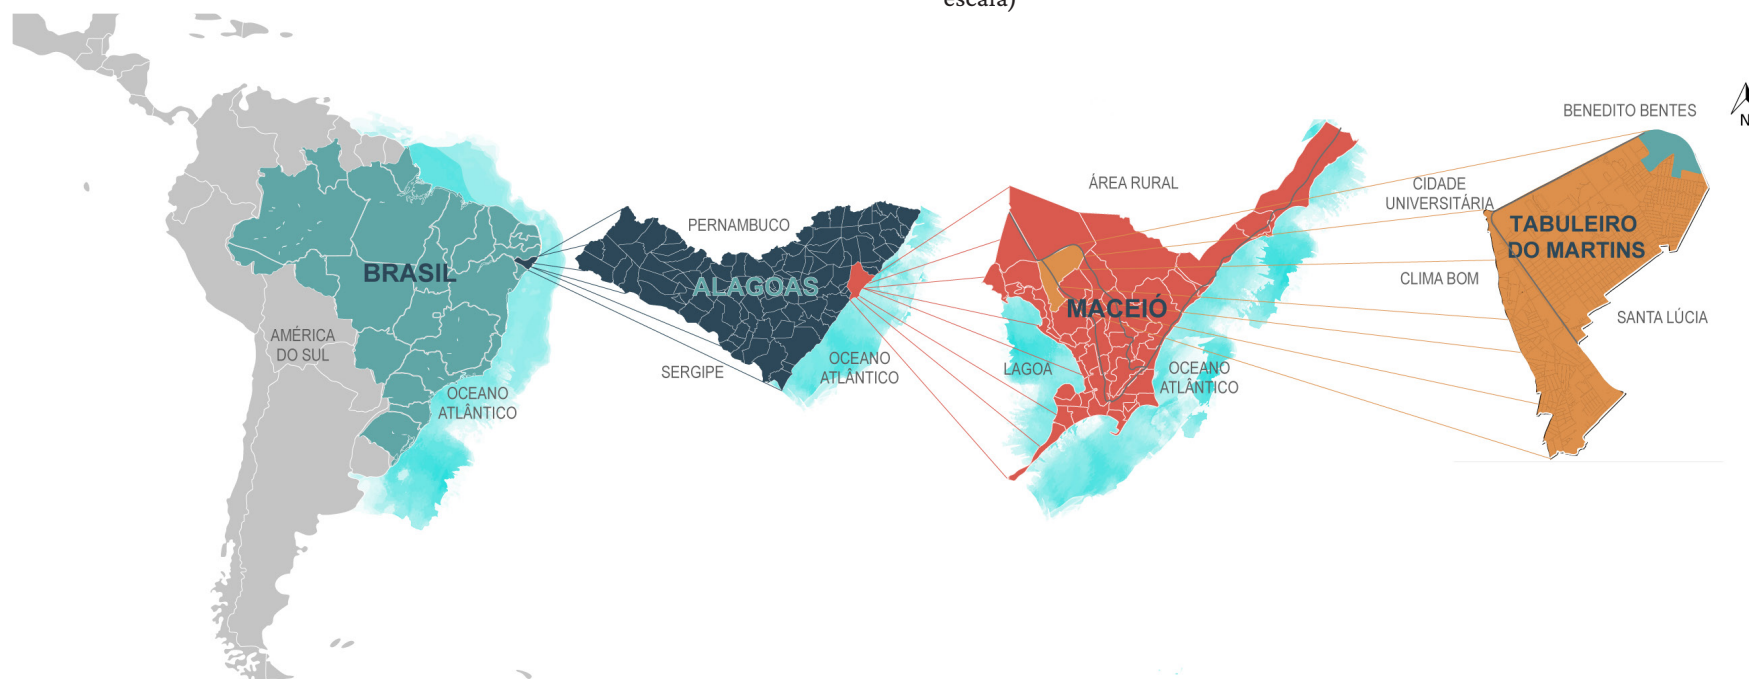 escala)
BENEDITO BENTES
N
ÁREA RURAL
CIDADE
UNIVERSITÁRIA
PERNAMBUCO
TABULEIRO
DO MARTINS
BRASIL
ALAGOAS
CLIMA BOM
MACEIÓ
SANTA LÚCIA
AMÉRICA
DO SUL
SERGIPE
OCEANO
ATLÂNTICO
LAGOA
OCEANO
ATLÂNTICO
OCEANO
ATLÂNTICO